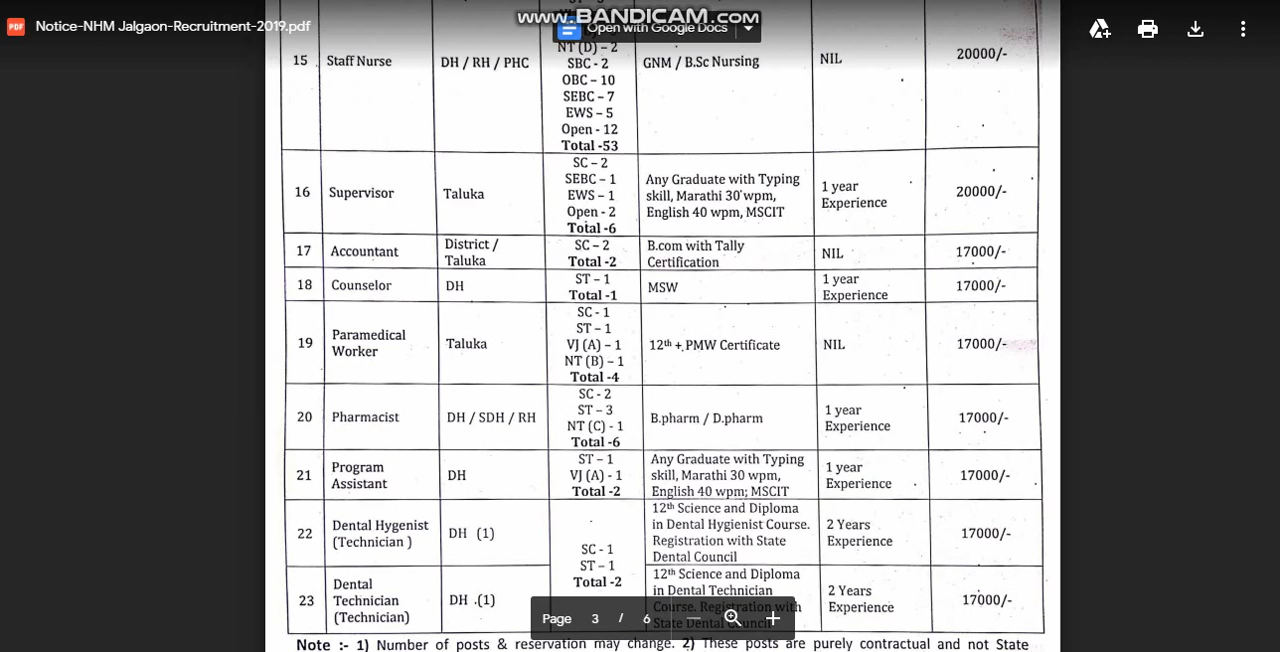 www.BANDICAM.com
Notice-NHM Jalgaon-Recruitment-2019.pdf
Open with Google Docs
15 Staff Nurse DH / RH / PHC GNM / B.Sc Nursing NIL 20000/-
NT (D) – 2
SBC - 2
OBC – 10
SEBC – 7
EWS – 5
Open - 12
Total -53
16 Supervisor Taluka
SC – 2
SEBC – 1
EWS – 1
Open - 2
Total -6
Any Graduate with Typing
skill, Marathi 30 wpm,
English 40 wpm, MSCIT
1 year
Experience
20000/-
17 Accountant
District /
Taluka
SC – 2
Total -2
B.com with Tally
Certification
NIL
17000/-
18 Counselor DH
ST – 1
Total -1
MSW
1 year
Experience
17000/-
19
Paramedical
Worker
Taluka
SC - 1
ST – 1
VJ (A) – 1
NT (B) – 1
Total -4
12th + PMW Certificate
NIL
17000/-
20 Pharmacist DH / SDH / RH
SC - 2
ST – 3
NT (C) - 1
Total -6
B.pharm / D.pharm
1 year
Experience
17000/-
21
Program
Assistant
DH
ST – 1
VJ (A) - 1
Total -2
Any Graduate with Typing
skill, Marathi 30 wpm,
English 40 wpm; MSCIT
1 year
Experience
17000/-
22
Dental Hygenist
(Technician )
DH (1)
SC - 1
ST – 1
Total -2
12th Science and Diploma
in Dental Hygienist Course.
Registration with State
Dental Council
2 Years
Experience
17000/-
23
Dental
Technician
(Technician)
DH .(1)
12th Science and Diploma
in Dental Technician
Course. Registration with
State Dental Council
2 Years
Experience
17000/-
Page 3 / 6
Note :- 1) Number of posts & reservation may change. 2) These posts are purely contractual and not State